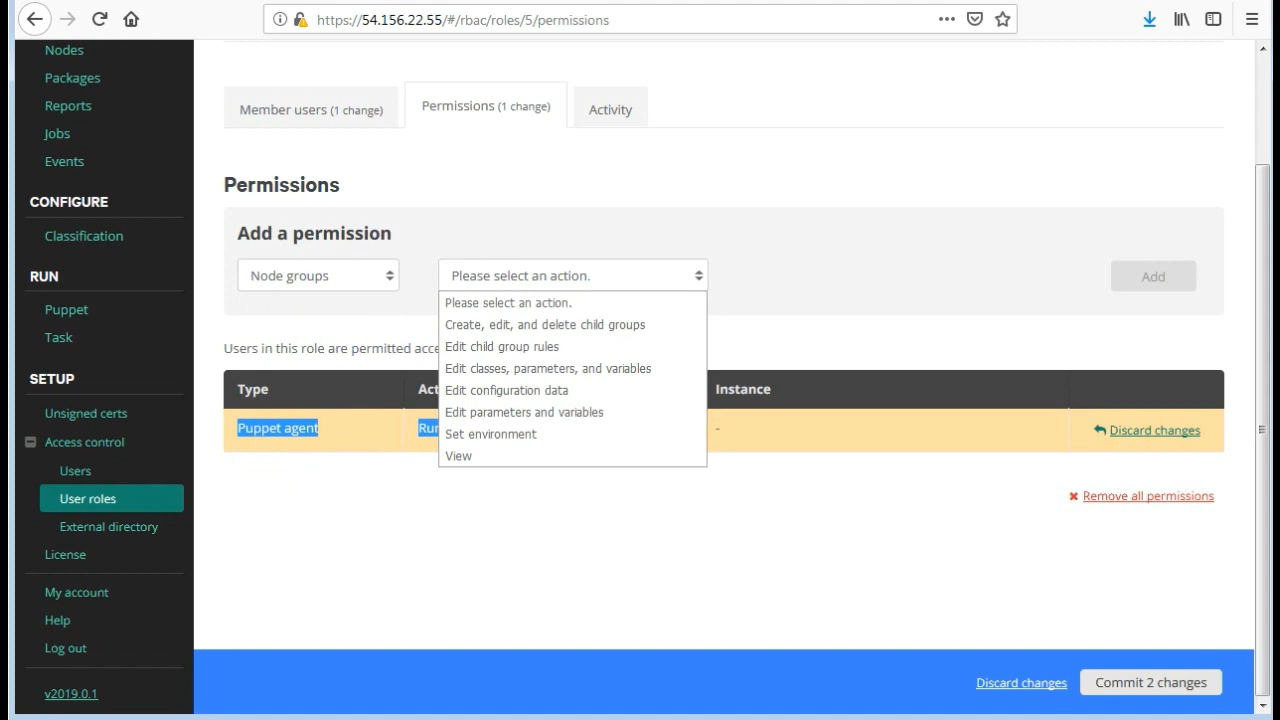 https://54.156.22.55/#/rbac/roles/5/permissions
Nodes
Packages
Reports
Jobs
Events
CONFIGURE
Classification
RUN
Puppet
Task
SETUP
Unsigned certs
Access control
Users
User roles
External directory
License
My account
Help
Log out
v2019.0.1
Member users (1 change)
Permissions (1 change)
Activity
Permissions
Add a permission
Node groups
Please select an action.
Add
Please select an action.
Create, edit, and delete child groups
Edit child group rules
Edit classes, parameters, and variables
Edit configuration data
Edit parameters and variables
Set environment
View
Users in this role are permitted
Type
Instance
Puppet agent
-
Discard changes
Remove all permissions
Discard changes
Commit 2 changes